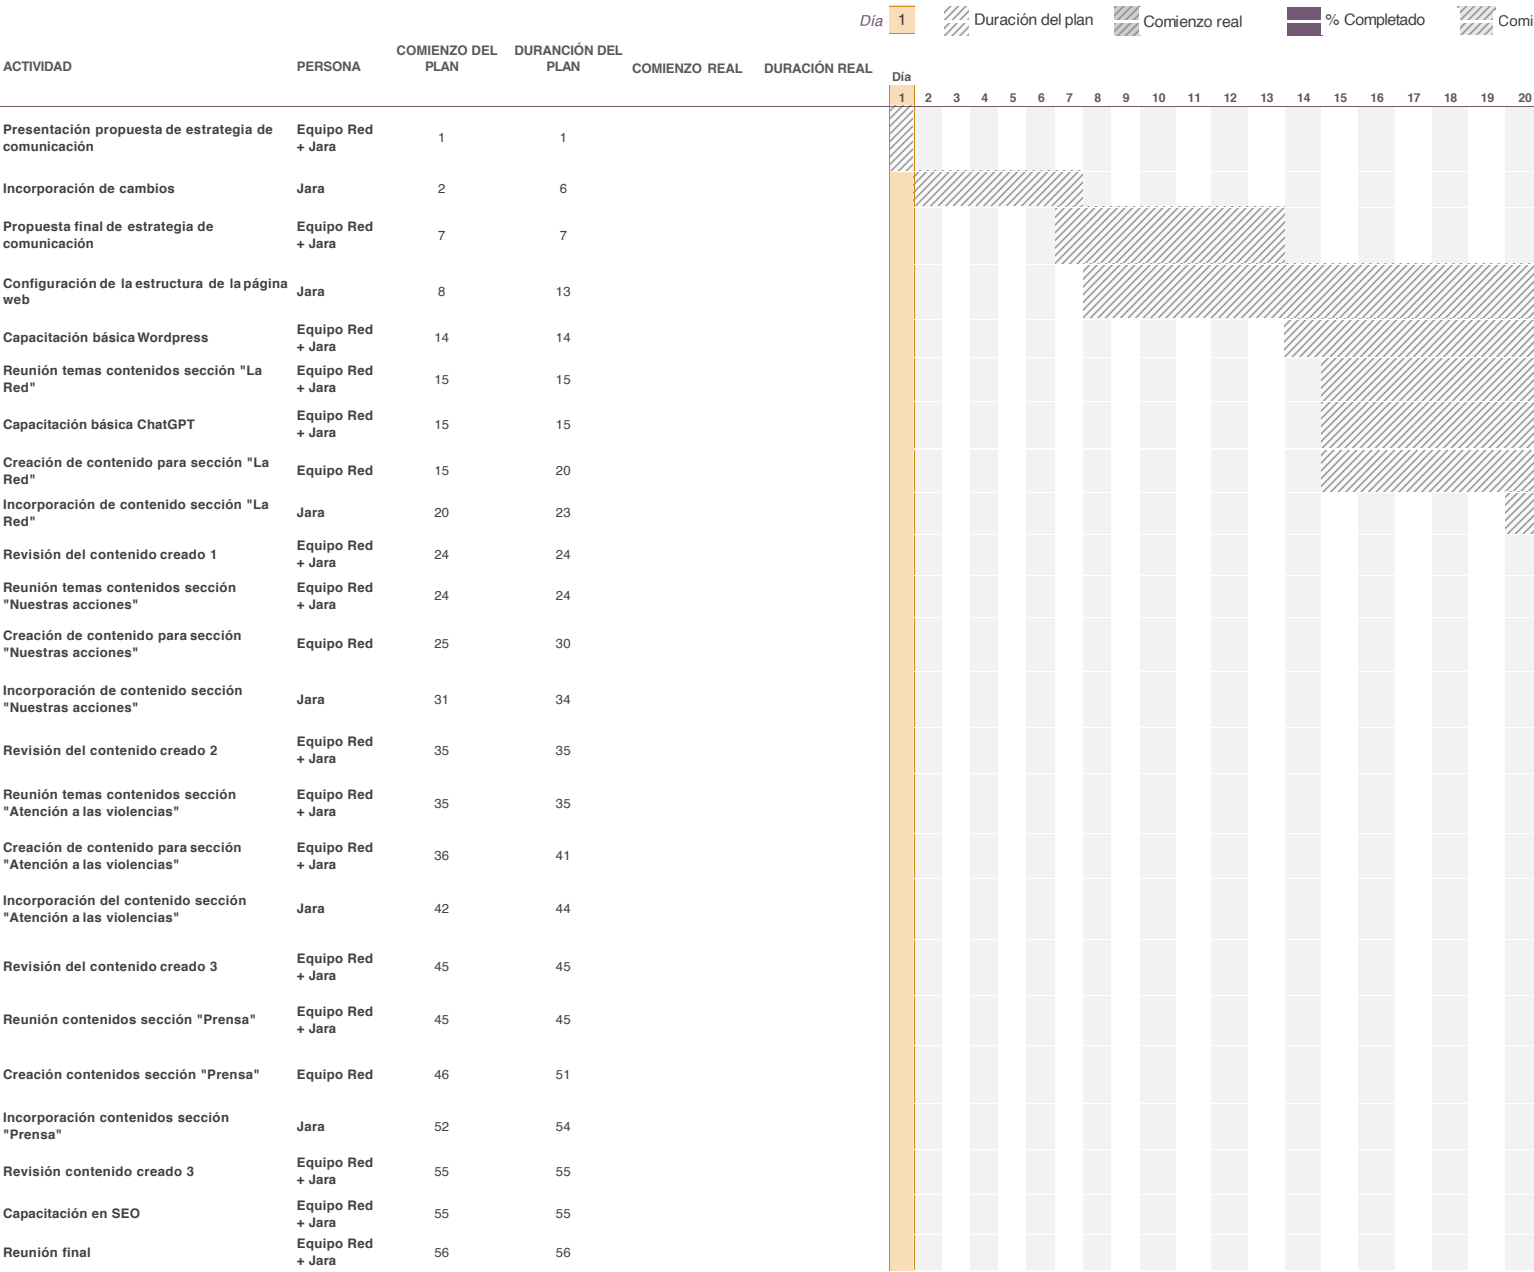 Día 1 Duración del plan Comienzo real % Completado Comi
ACTIVIDAD PERSONA COMIENZO DEL PLAN DURANCIÓN DEL PLAN COMIENZO REAL DURACIÓN REAL Día
1 2 3 4 5 6 7 8 9 10 11 12 13 14 15 16 17 18 19 20
Presentación propuesta de estrategia de
comunicación
Equipo Red
+ Jara
1 1
Incorporación de cambios Jara 2 6
Propuesta final de estrategia de
comunicación
Equipo Red
+ Jara
7 7
Configuración de la estructura de la página
web
Jara 8 13
Capacitación básica Wordpress
Equipo Red
+ Jara
14 14
Reunión temas contenidos sección "La
Red"
Equipo Red
+ Jara
15 15
Capacitación básica ChatGPT
Equipo Red
+ Jara
15 15
Creación de contenido para sección "La
Red"
Equipo Red 15 20
Incorporación de contenido sección "La
Red"
Jara 20 23
Revisión del contenido creado 1
Equipo Red
+ Jara
24 24
Reunión temas contenidos sección
"Nuestras acciones"
Equipo Red
+ Jara
24 24
Creación de contenido para sección
"Nuestras acciones"
Equipo Red 25 30
Incorporación de contenido sección
"Nuestras acciones"
Jara 31 34
Revisión del contenido creado 2
Equipo Red
+ Jara
35 35
Reunión temas contenidos sección
"Atención a las violencias"
Equipo Red
+ Jara
35 35
Creación de contenido para sección
"Atención a las violencias"
Equipo Red
+ Jara
36 41
Incorporación del contenido sección
"Atención a las violencias"
Jara 42 44
Revisión del contenido creado 3
Equipo Red
+ Jara
45 45
Reunión contenidos sección "Prensa"
Equipo Red
+ Jara
45 45
Creación contenidos sección "Prensa" Equipo Red 46 51
Incorporación contenidos sección
"Prensa"
Jara 52 54
Revisión contenido creado 3
Equipo Red
+ Jara
55 55
Capacitación en SEO
Equipo Red
+ Jara
55 55
Reunión final
Equipo Red
+ Jara
56 56